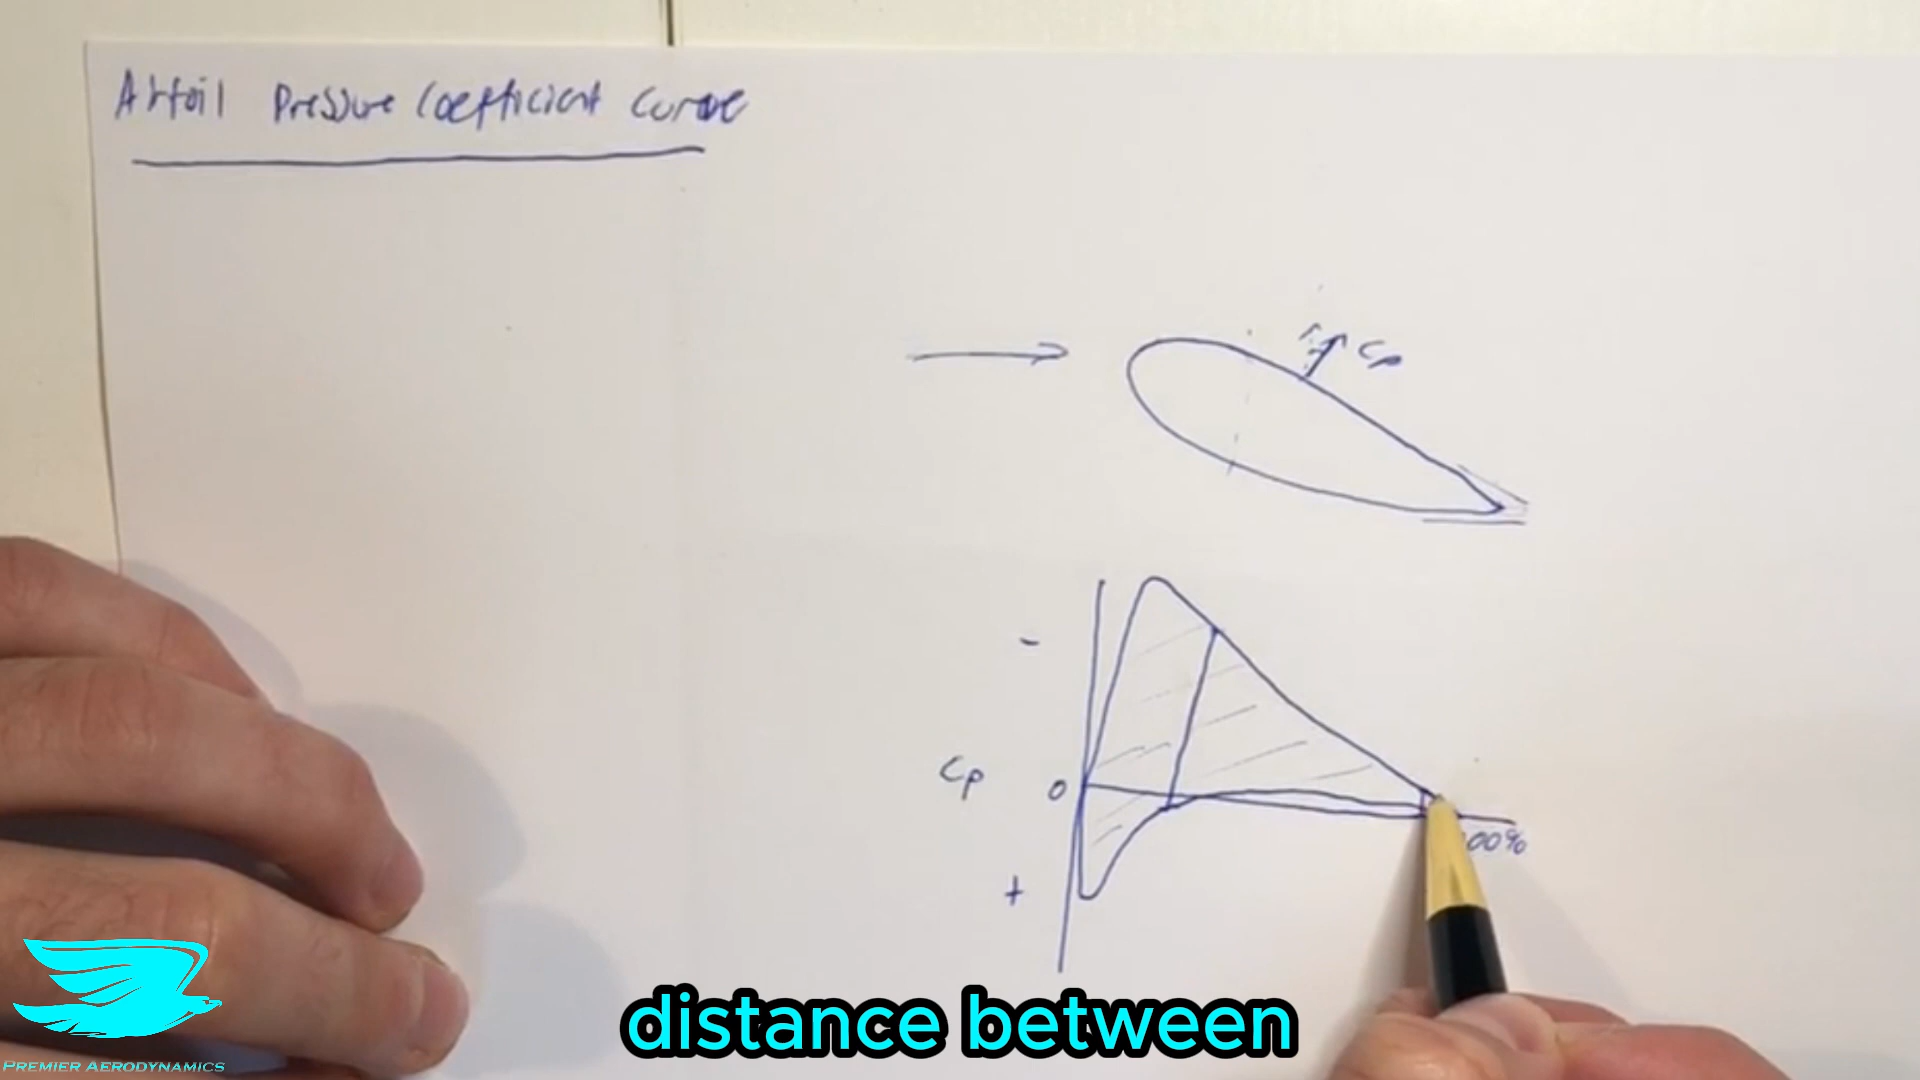 Airfoil Pressure Coefficient Curve
Cp
-
Cp
0
+
100%
distance between
PREMIER AERODYNAMICS